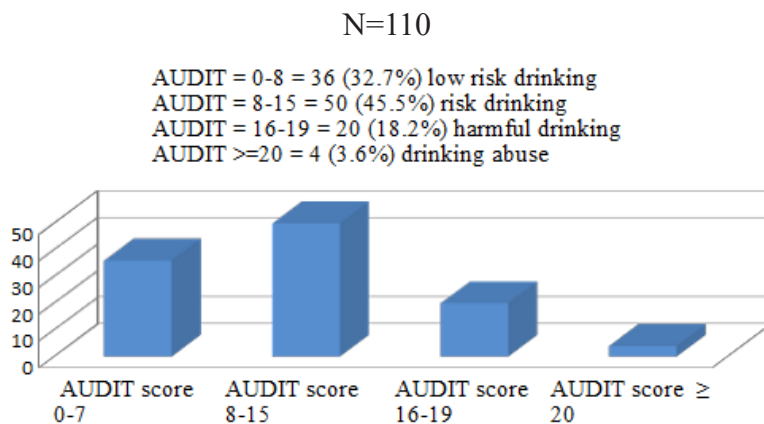 N=110
AUDIT = 0-8 = 36 (32.7%) low risk drinking
AUDIT = 8-15 = 50 (45.5%) risk drinking
AUDIT = 16-19 = 20 (18.2%) harmful drinking
AUDIT >=20 = 4 (3.6%) drinking abuse
50
40
30
20
10
0
AUDIT score 0-7
AUDIT score 8-15
AUDIT score 16-19
AUDIT score ≥ 20